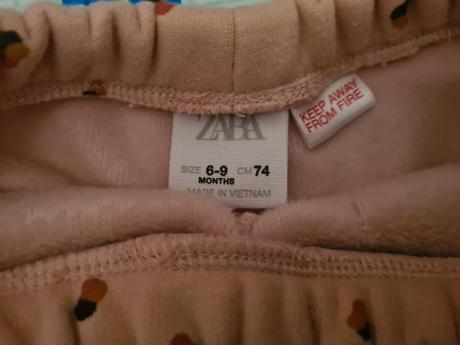 ZARA
SIZE 6-9 CM 74
MONTHS
MADE IN VIETNAM
KEEP AWAY
FROM FIRE